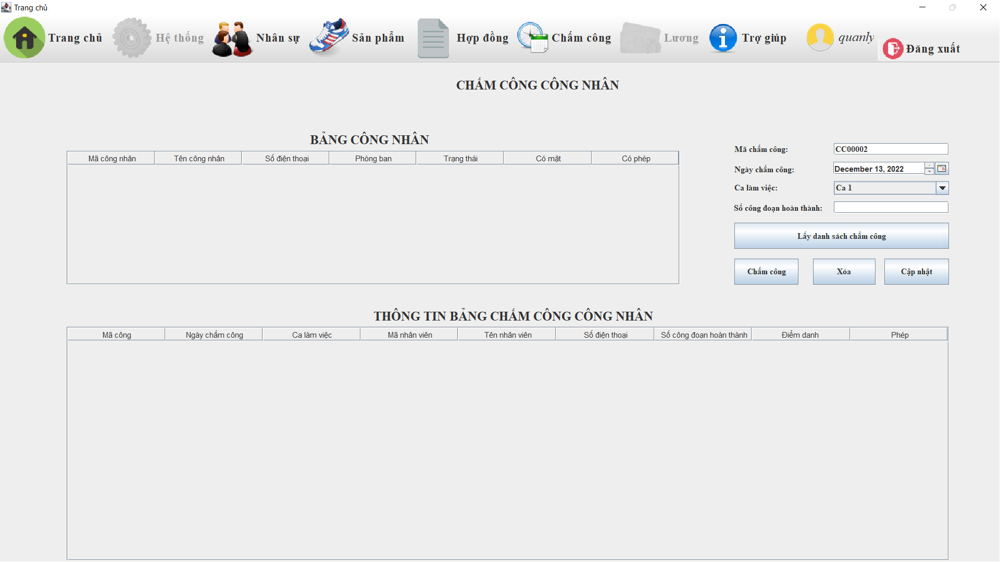 Trang chủ
Trang chủ Hệ thống Nhân sự Sản phẩm Hợp đồng Chấm công Lương Trợ giúp quanly Đăng xuất
CHẤM CÔNG CÔNG NHÂN
BẢNG CÔNG NHÂN
Mã công nhân Tên công nhân Số điện thoại Phòng ban Trạng thái Có mặt Có phép
Mã chấm công: CC00002
Ngày chấm công: December 13, 2022
Ca làm việc: Ca 1
Số công đoạn hoàn thành:
Lấy danh sách chấm công
Chấm công Xóa Cập nhật
THÔNG TIN BẢNG CHẤM CÔNG CÔNG NHÂN
Mã công Ngày chấm công Ca làm việc Mã nhân viên Tên nhân viên Số điện thoại Số công đoạn hoàn thành Điểm danh Phép